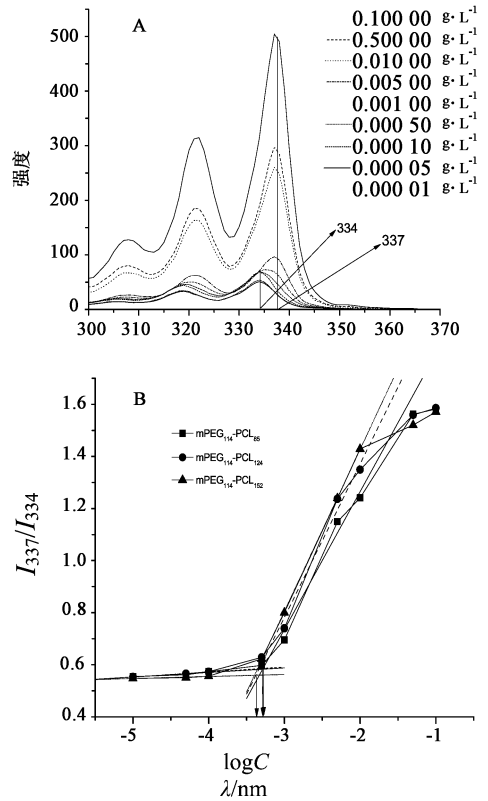 A
0.100 00 g·L⁻¹
0.500 00 g·L⁻¹
0.010 00 g·L⁻¹
0.005 00 g·L⁻¹
0.001 00 g·L⁻¹
0.000 50 g·L⁻¹
0.000 10 g·L⁻¹
0.000 05 g·L⁻¹
0.000 01 g·L⁻¹
500
400
300
200
100
0
强度
334
337
300 310 320 330 340 350 360 370
B
mPEG₁₁₄-PCL₈₅
mPEG₁₁₄-PCL₁₂₄
mPEG₁₁₄-PCL₁₅₂
1.6
1.4
1.2
1.0
0.8
0.6
0.4
I₃₃₇/I₃₃₄
-5 -4 -3 -2 -1
logC
λ/nm